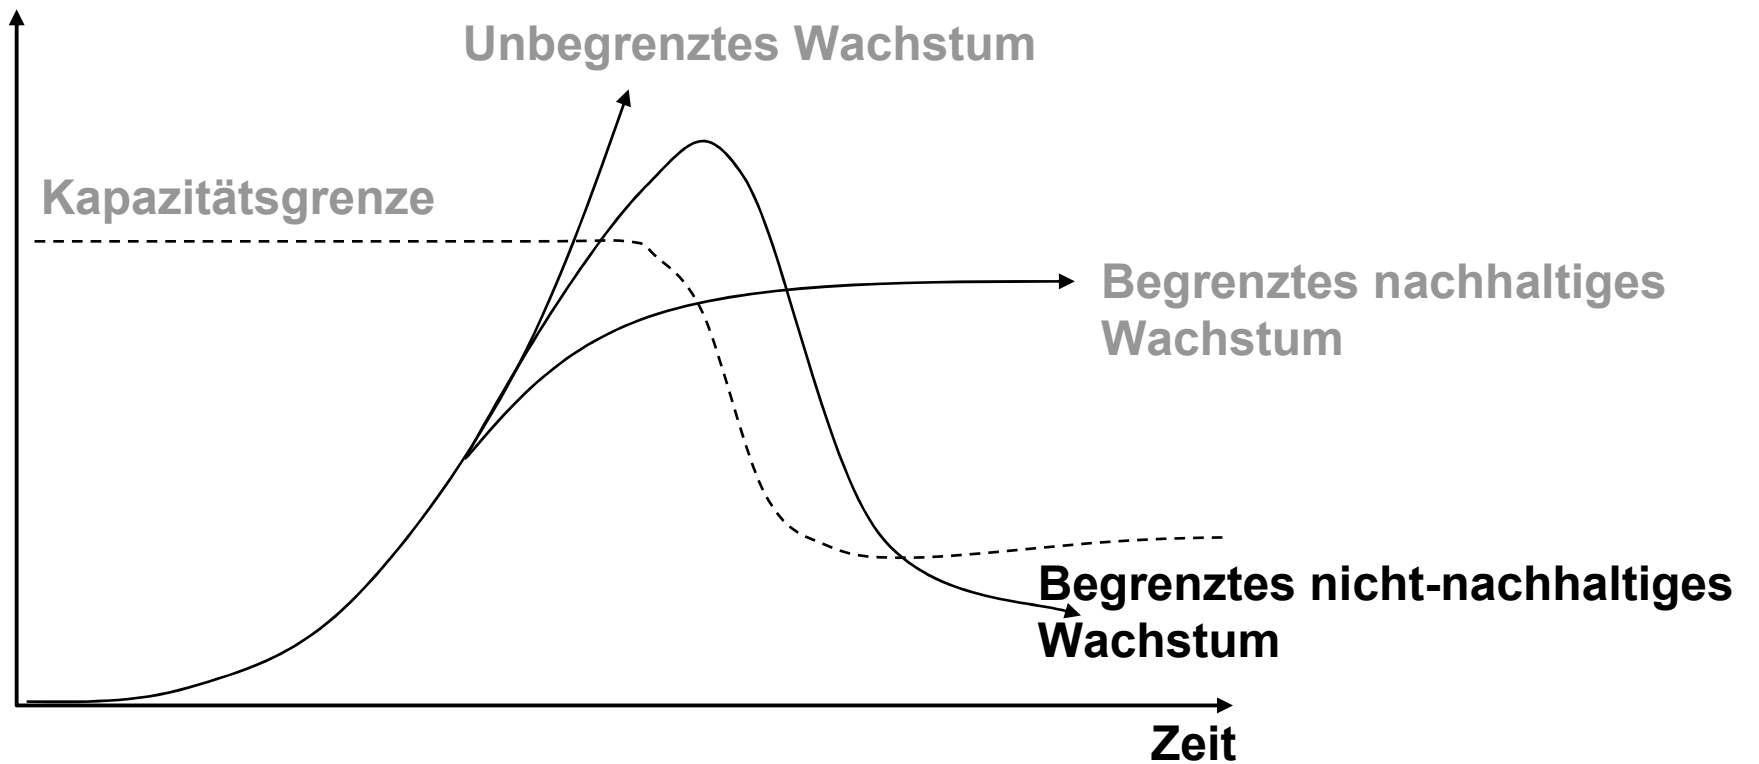 Unbegrenztes Wachstum
Kapazitätsgrenze
Begrenztes nachhaltiges
Wachstum
Begrenztes nicht-nachhaltiges
Wachstum
Zeit